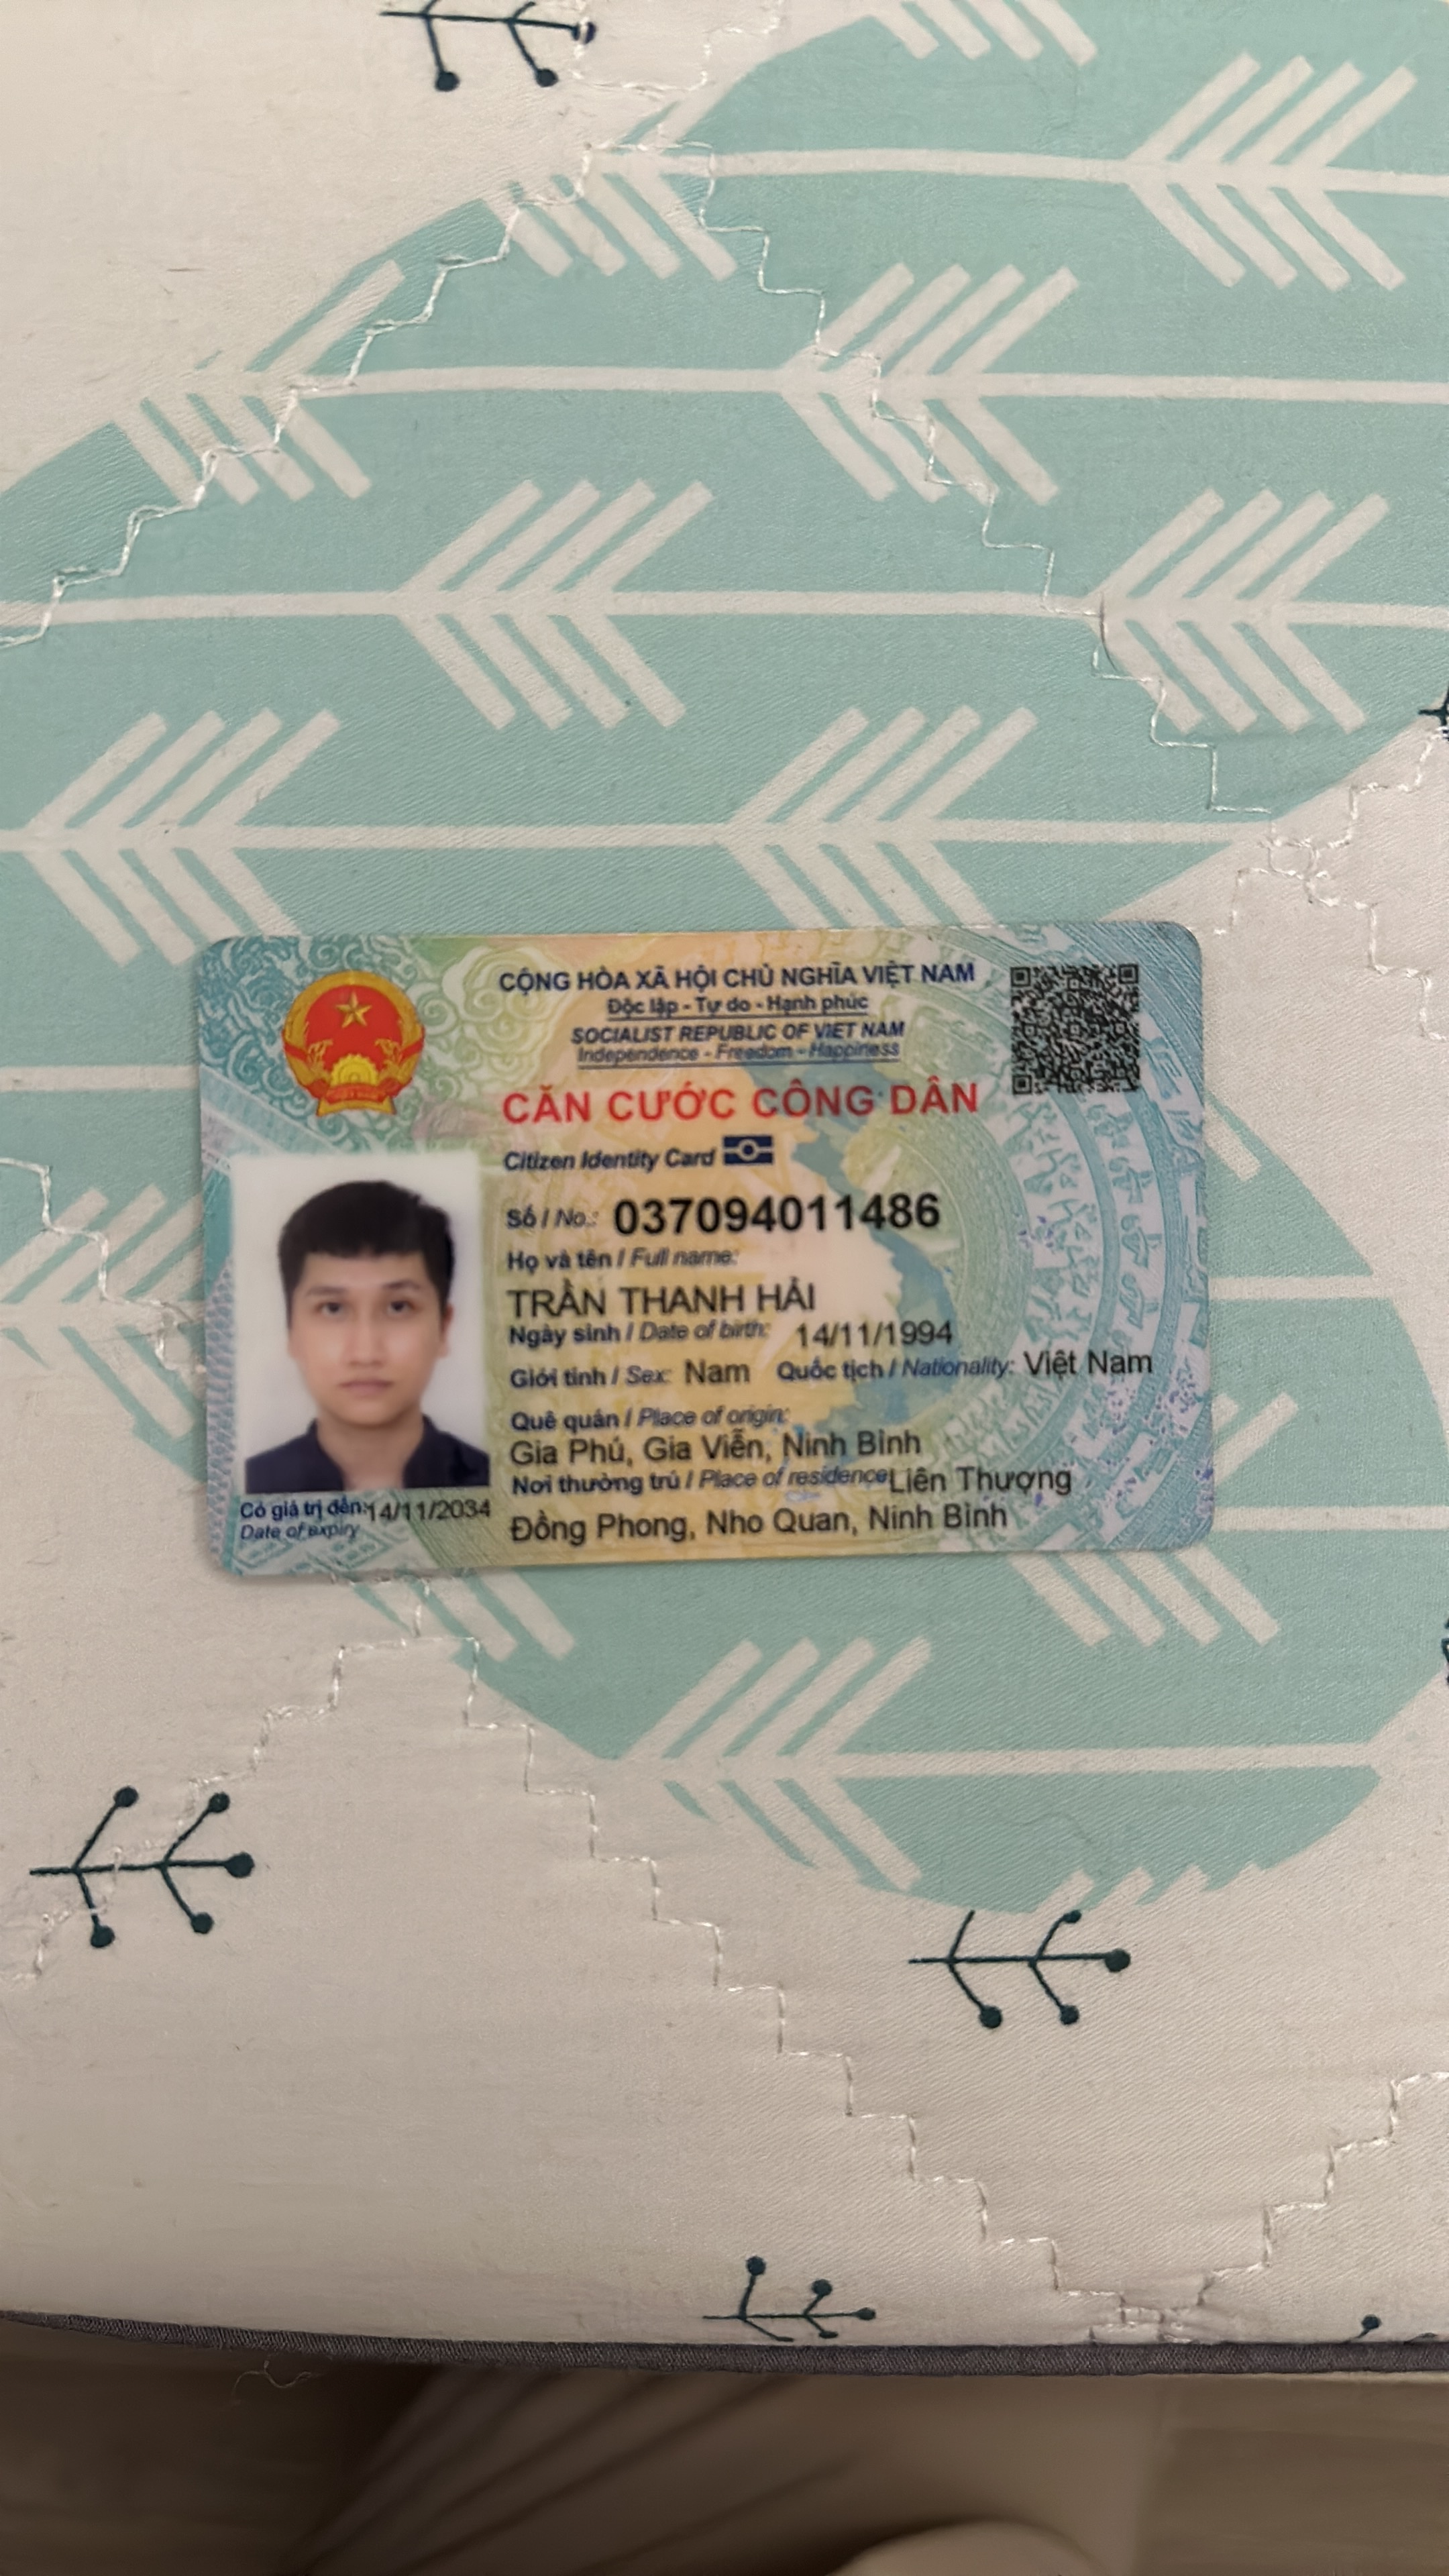 CỘNG HÒA XÃ HỘI CHỦ NGHĨA VIỆT NAM
Độc lập - Tự do - Hạnh phúc
SOCIALIST REPUBLIC OF VIET NAM
Independence - Freedom - Happiness
CĂN CƯỚC CÔNG DÂN
Citizen Identity Card
Số / No.: 037094011486
Họ và tên / Full name:
TRẦN THANH HẢI
Ngày sinh / Date of birth: 14/11/1994
Giới tính / Sex: Nam Quốc tịch / Nationality: Việt Nam
Quê quán / Place of origin:
Gia Phú, Gia Viễn, Ninh Bình
Nơi thường trú / Place of residence Liên Thượng
Đồng Phong, Nho Quan, Ninh Bình
Có giá trị đến: 14/11/2034
Date of expiry